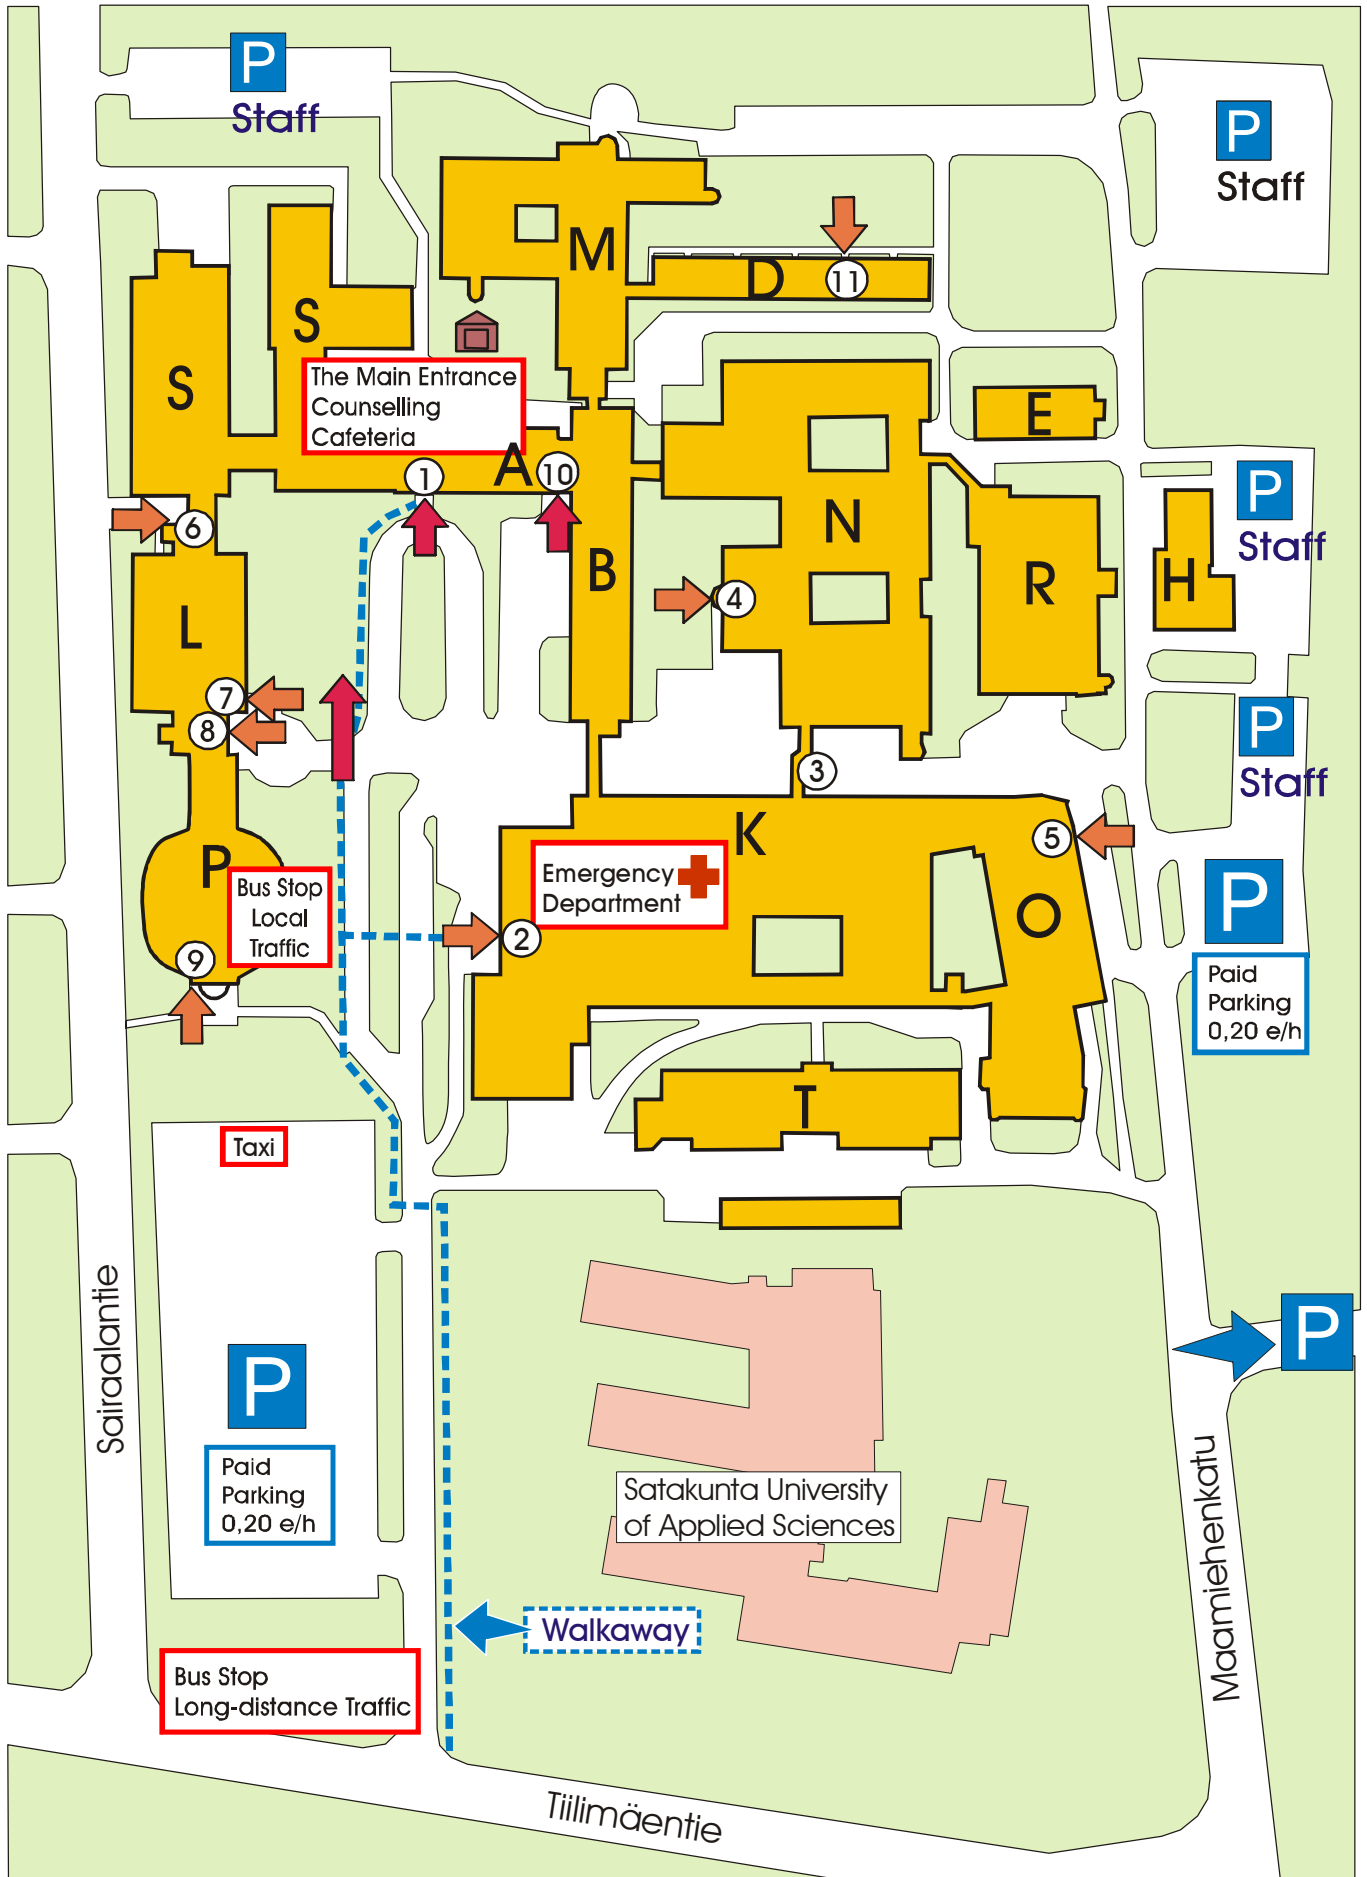 P
Staff
P
Staff
M
D
11
S
S
The Main Entrance
Counselling
Cafeteria
E
A
1
10
N
P
Staff
6
B
4
R
H
L
7
8
P
Staff
3
K
5
P
Emergency
Department
2
O
P
Bus Stop
Local
Traffic
9
Paid
Parking
0,20 e/h
T
Taxi
Sairaalantie
P
P
Paid
Parking
0,20 e/h
Satakunta University
of Applied Sciences
Maamiehenkatu
Walkaway
Bus Stop
Long-distance Traffic
Tiilimäentie